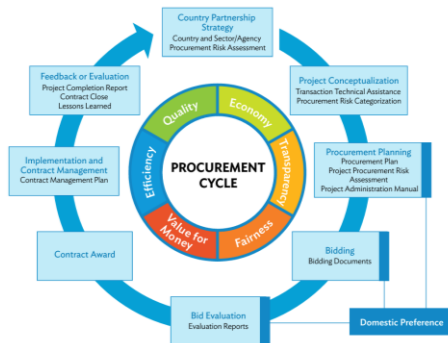 Country Partnership
Strategy
Country and Sector/Agency
Procurement Risk Assessment
Project Conceptualization
Transaction Technical Assistance
Procurement Risk Categorization
Procurement Planning
Procurement Plan
Project Procurement Risk
Assessment
Project Administration Manual
Bidding
Bidding Documents
Domestic Preference
Bid Evaluation
Evaluation Reports
Contract Award
Implementation and
Contract Management
Contract Management Plan
Feedback or Evaluation
Project Completion Report
Contract Close
Lessons Learned
PROCUREMENT
CYCLE
Quality
Economy
Transparency
Fairness
Value for
Money
Efficiency